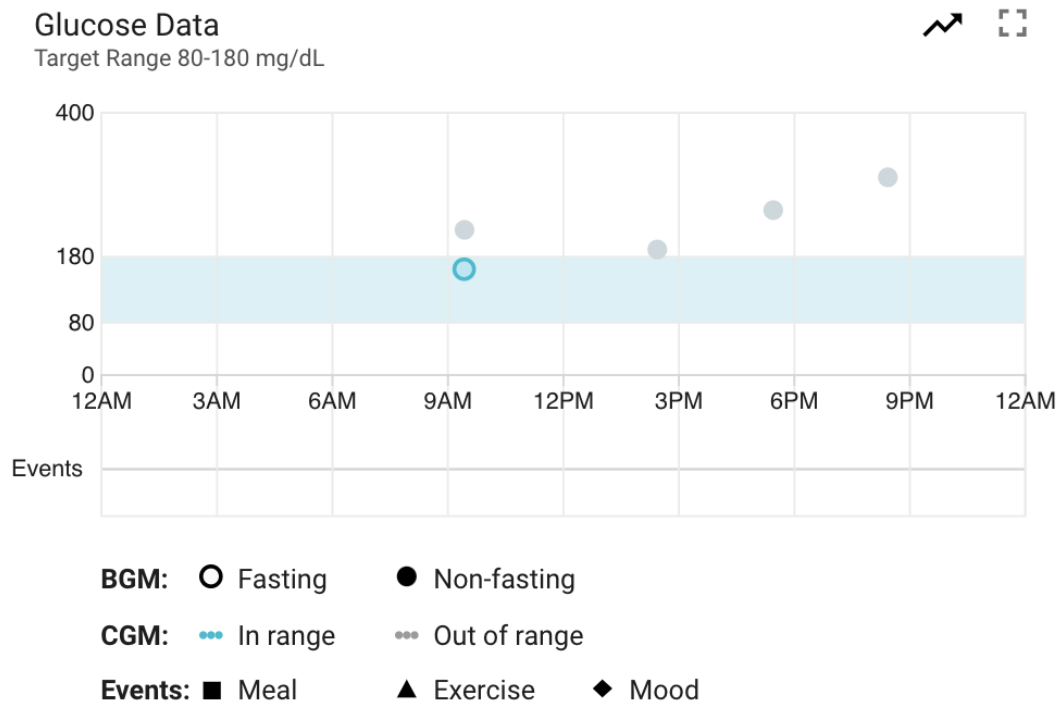 Glucose Data
Target Range 80-180 mg/dL
400
180
80
0
12AM 3AM 6AM 9AM 12PM 3PM 6PM 9PM 12AM
Events
BGM: Fasting Non-fasting
CGM: In range Out of range
Events: Meal Exercise Mood